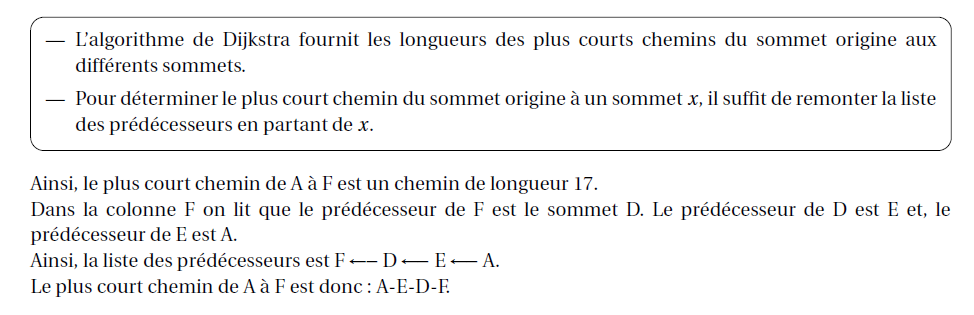 — L'algorithme de Dijkstra fournit les longueurs des plus courts chemins du sommet origine aux
différents sommets.
— Pour déterminer le plus court chemin du sommet origine à un sommet x, il suffit de remonter la liste
des prédécesseurs en partant de x.
Ainsi, le plus court chemin de A à F est un chemin de longueur 17.
Dans la colonne F on lit que le prédécesseur de F est le sommet D. Le prédécesseur de D est E et, le
prédécesseur de E est A.
Ainsi, la liste des prédécesseurs est F ⟵ D ⟵ E ⟵ A.
Le plus court chemin de A à F est donc : A-E-D-F.